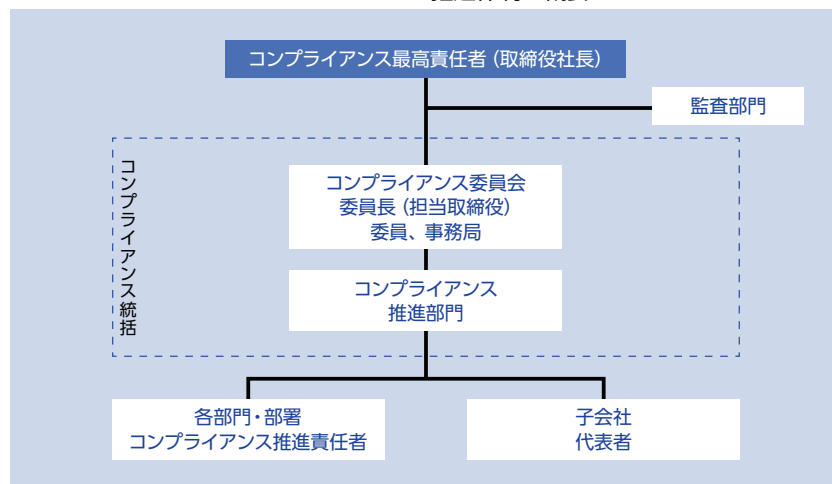 コンプライアンス最高責任者（取締役社長）
監査部門
コンプライアンス統括
コンプライアンス委員会
委員長（担当取締役）
委員、事務局
コンプライアンス
推進部門
各部門・部署
コンプライアンス推進責任者
子会社
代表者